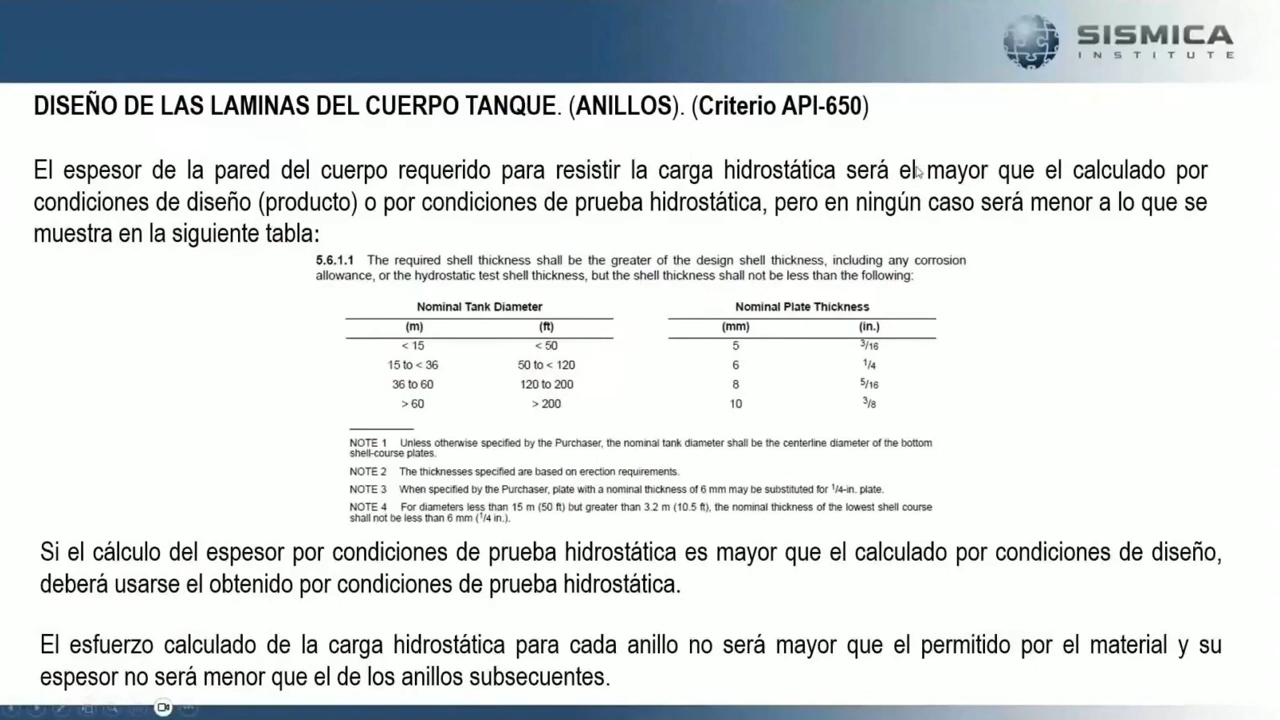 SISMICA
INSTITUTE
DISEÑO DE LAS LAMINAS DEL CUERPO TANQUE. (ANILLOS). (Criterio API-650)
El espesor de la pared del cuerpo requerido para resistir la carga hidrostática será el mayor que el calculado por
condiciones de diseño (producto) o por condiciones de prueba hidrostática, pero en ningún caso será menor a lo que se
muestra en la siguiente tabla:
5.6.1.1 The required shell thickness shall be the greater of the design shell thickness, including any corrosion
allowance, or the hydrostatic test shell thickness, but the shell thickness shall not be less than the following:
Nominal Tank Diameter Nominal Plate Thickness
(m) (ft) (mm) (in.)
< 15 < 50 5 3/16
15 to < 36 50 to < 120 6 1/4
36 to 60 120 to 200 8 5/16
> 60 > 200 10 3/8
NOTE 1 Unless otherwise specified by the Purchaser, the nominal tank diameter shall be the centerline diameter of the bottom
shell-course plates.
NOTE 2 The thicknesses specified are based on erection requirements.
NOTE 3 When specified by the Purchaser, plate with a nominal thickness of 6 mm may be substituted for 1/4-in. plate.
NOTE 4 For diameters less than 15 m (50 ft) but greater than 3.2 m (10.5 ft), the nominal thickness of the lowest shell course
shall not be less than 6 mm (1/4 in.).
Si el cálculo del espesor por condiciones de prueba hidrostática es mayor que el calculado por condiciones de diseño,
deberá usarse el obtenido por condiciones de prueba hidrostática.
El esfuerzo calculado de la carga hidrostática para cada anillo no será mayor que el permitido por el material y su
espesor no será menor que el de los anillos subsecuentes.